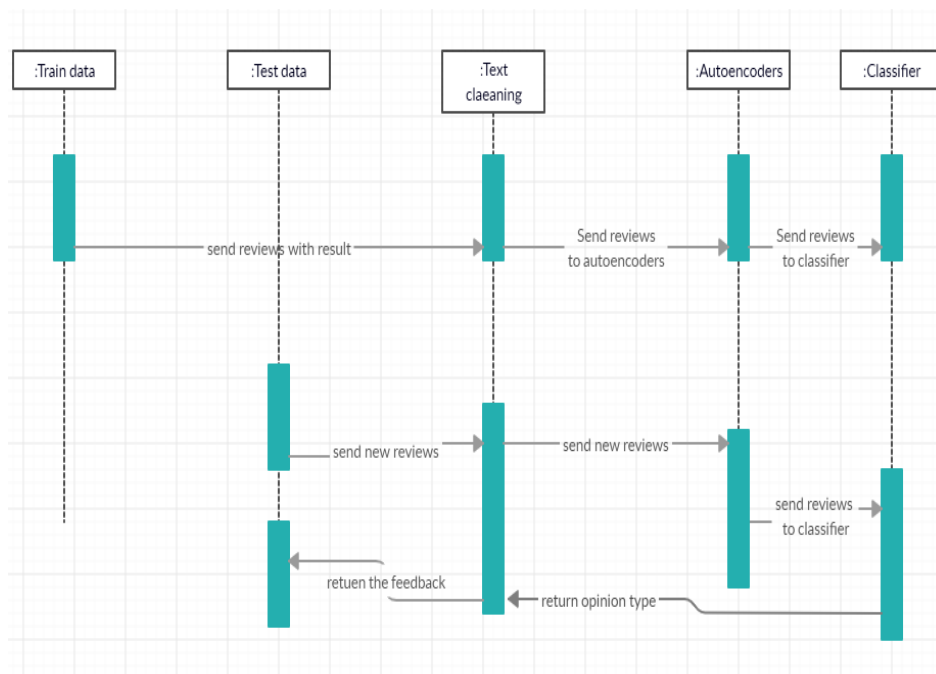 :Train data
:Test data
:Text
claeaning
:Autoencoders
:Classifier
send reviews with result
Send reviews
to autoencoders
Send reviews
to classifier
send new reviews
send new reviews
send reviews
to classifier
retuen the feedback
return opinion type